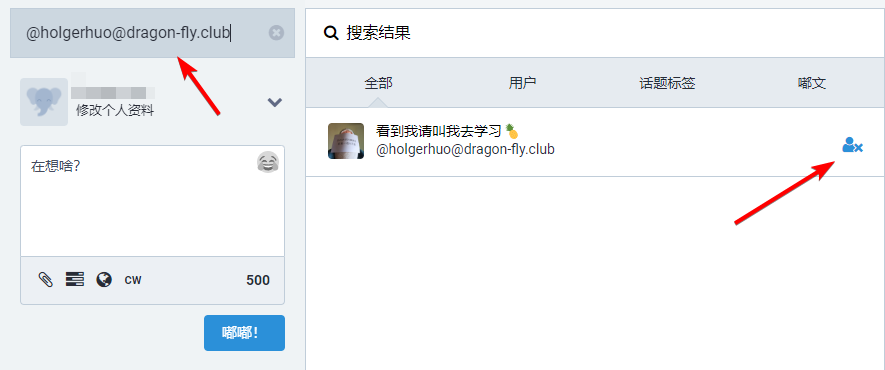 @holgerhuo@dragon-fly.club
修改个人资料
在想啥?
CW
500
嘟嘟!
搜索结果
全部
用户
话题标签
嘟文
看到我请叫我去学习🍍
@holgerhuo@dragon-fly.club